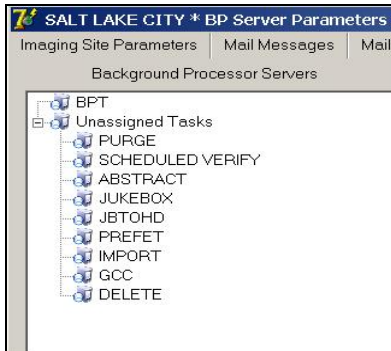 SALT LAKE CITY * BP Server Parameters
Imaging Site Parameters Mail Messages Mail
Background Processor Servers
BPT
Unassigned Tasks
PURGE
SCHEDULED VERIFY
ABSTRACT
JUKEBOX
JBTOHD
PREFET
IMPORT
GCC
DELETE